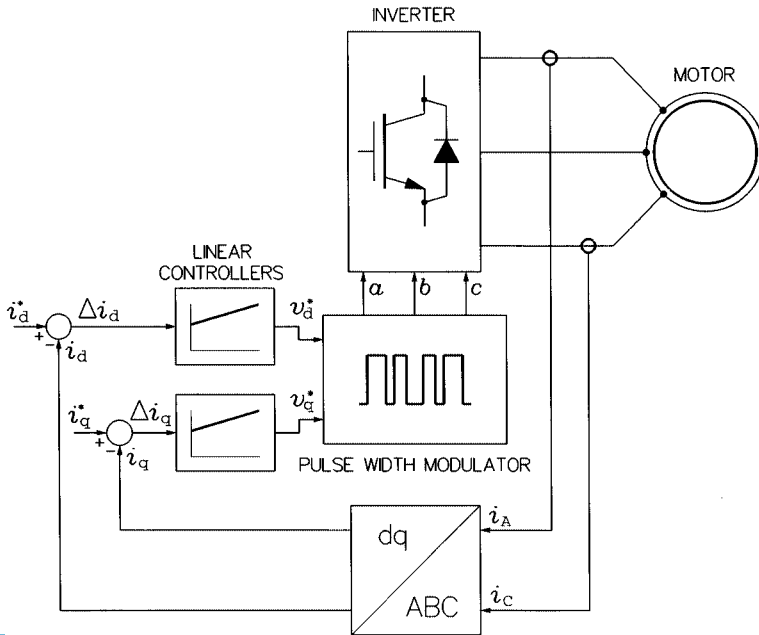 INVERTER
MOTOR
LINEAR
CONTROLLERS
a b c
i*d
+ −
Δid
id
v*d
i*q
+ −
Δiq
iq
v*q
PULSE WIDTH MODULATOR
dq
ABC
iA
iC